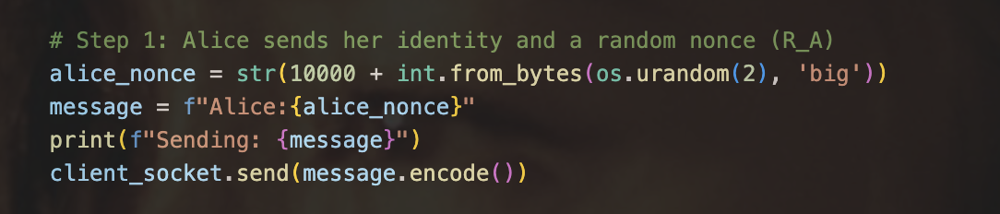 # Step 1: Alice sends her identity and a random nonce (R_A)
alice_nonce = str(10000 + int.from_bytes(os.urandom(2), 'big'))
message = f"Alice:{alice_nonce}"
print(f"Sending: {message}")
client_socket.send(message.encode())